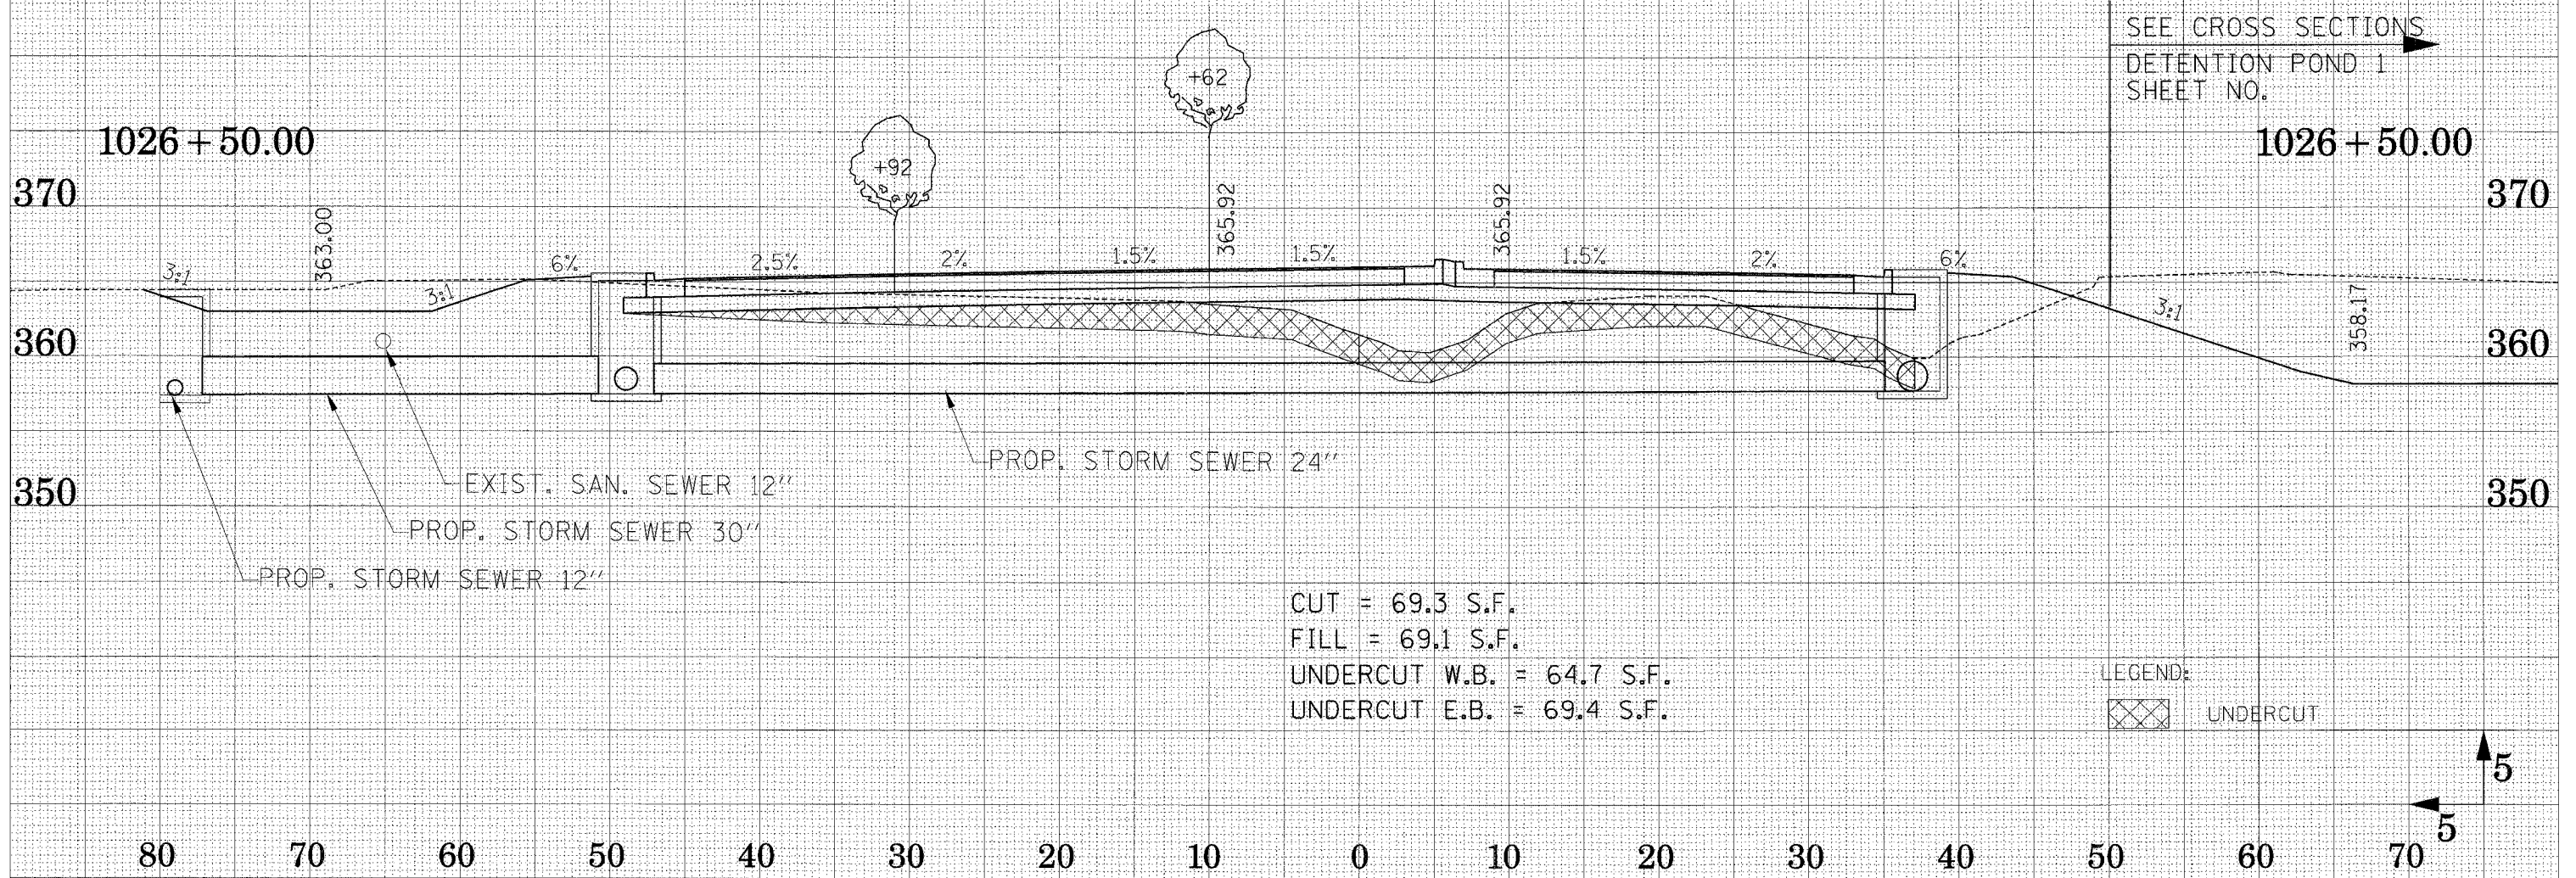 SEE CROSS SECTIONS
DETENTION POND 1
SHEET NO.
+62
+92
1026+50.00
1026+50.00
370
370
363.00
365.92
365.92
3:1
3:1
6%
2.5%
2%
1.5%
1.5%
1.5%
2%
6%
3:1
358.17
360
360
350
350
PROP. STORM SEWER 24"
EXIST. SAN. SEWER 12"
PROP. STORM SEWER 30"
PROP. STORM SEWER 12"
CUT = 69.3 S.F.
FILL = 69.1 S.F.
UNDERCUT W.B. = 64.7 S.F.
UNDERCUT E.B. = 69.4 S.F.
LEGEND:
UNDERCUT
5
5
80 70 60 50 40 30 20 10 0 10 20 30 40 50 60 70